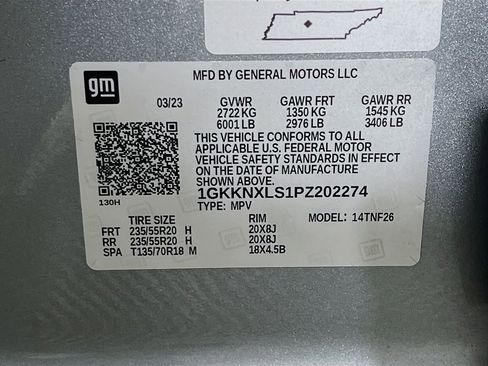 gm
MFD BY GENERAL MOTORS LLC
03/23 GVWR GAWR FRT GAWR RR
2722 KG 1350 KG 1545 KG
6001 LB 2976 LB 3406 LB
THIS VEHICLE CONFORMS TO ALL
APPLICABLE U.S. FEDERAL MOTOR
VEHICLE SAFETY STANDARDS IN EFFECT
ON THE DATE OF MANUFACTURE
SHOWN ABOVE.
1GKKNXLS1PZ202274
130H TYPE: MPV
TIRE SIZE RIM MODEL: 14TNF26
FRT 235/55R20 H 20X8J
RR 235/55R20 H 20X8J
SPA T135/70R18 M 18X4.5B